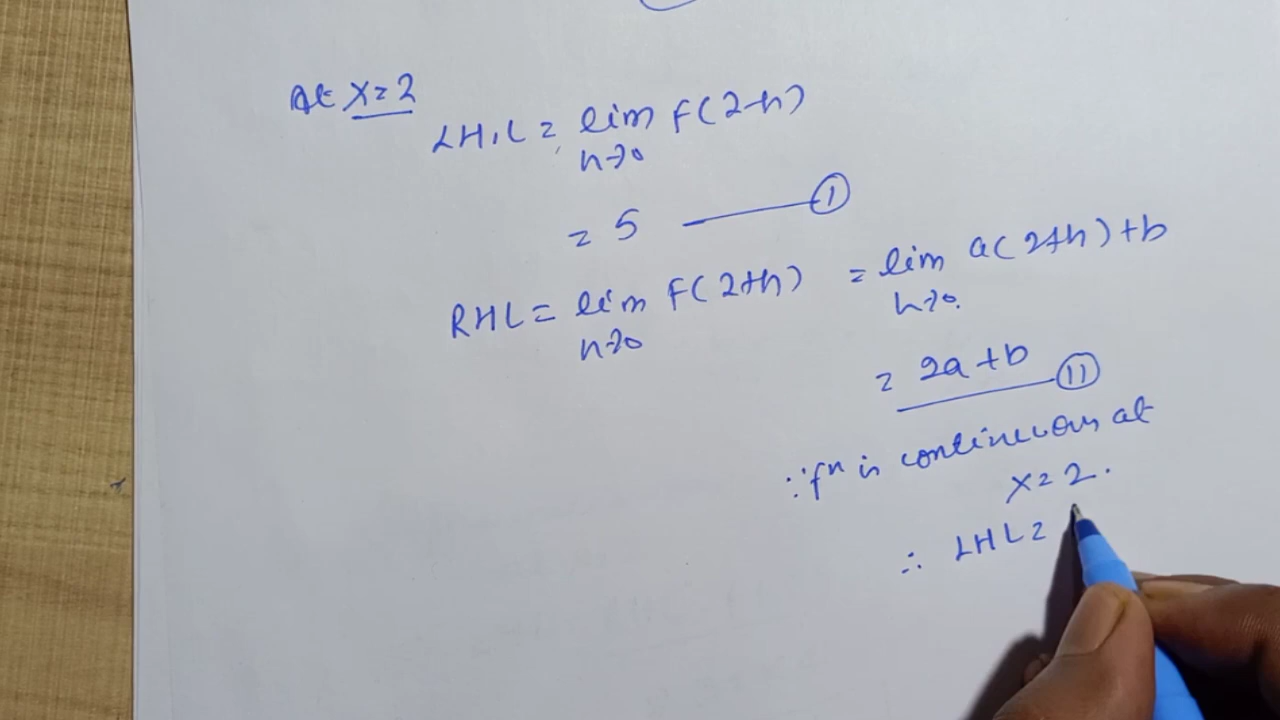 At x=2
LH.L = lim f(2-h)
h→0
= 5 ——— ①
RHL = lim f(2+h) = lim a(2+h)+b
h→0 h→0.
= 2a+b ——— ⑪
∵ fⁿ is continuous at
x=2.
∴ LHL=